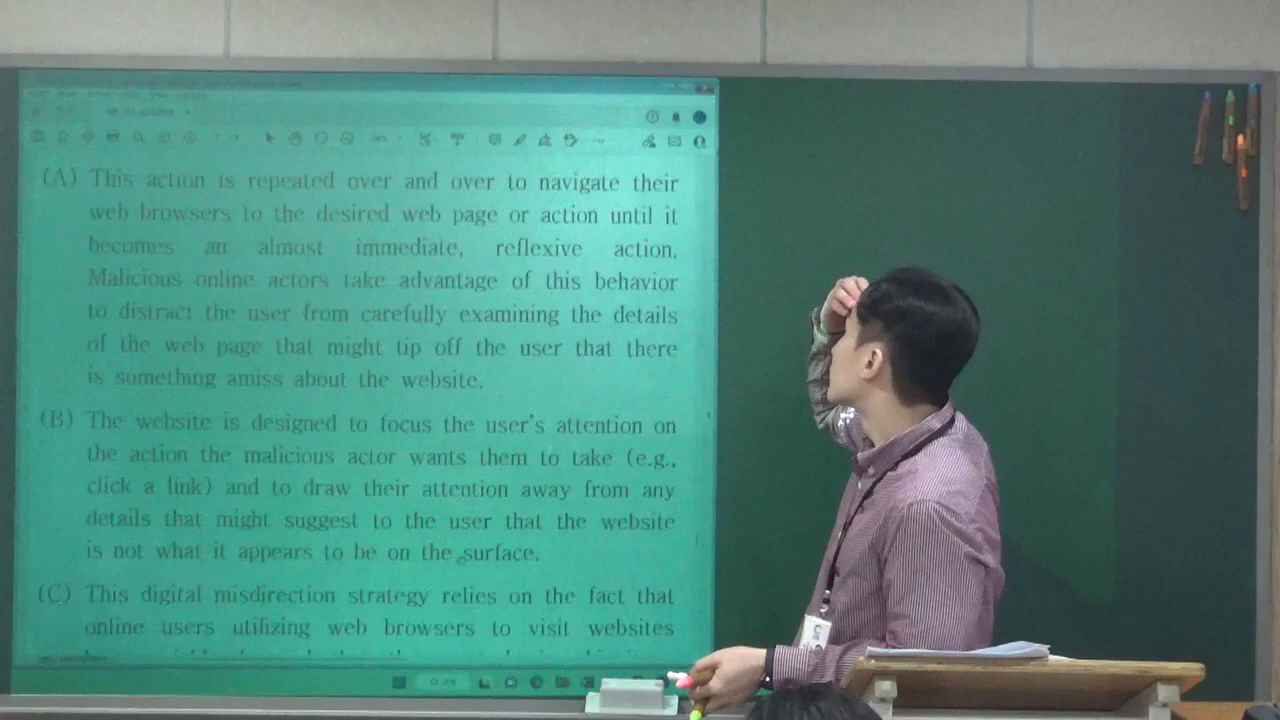 (A) This action is repeated over and over to navigate their
web browsers to the desired web page or action until it
becomes an almost immediate, reflexive action.
Malicious online actors take advantage of this behavior
to distract the user from carefully examining the details
of the web page that might tip off the user that there
is something amiss about the website.
(B) The website is designed to focus the user's attention on
the action the malicious actor wants them to take (e.g.,
click a link) and to draw their attention away from any
details that might suggest to the user that the website
is not what it appears to be on the surface.
(C) This digital misdirection strategy relies on the fact that
online users utilizing web browsers to visit websites